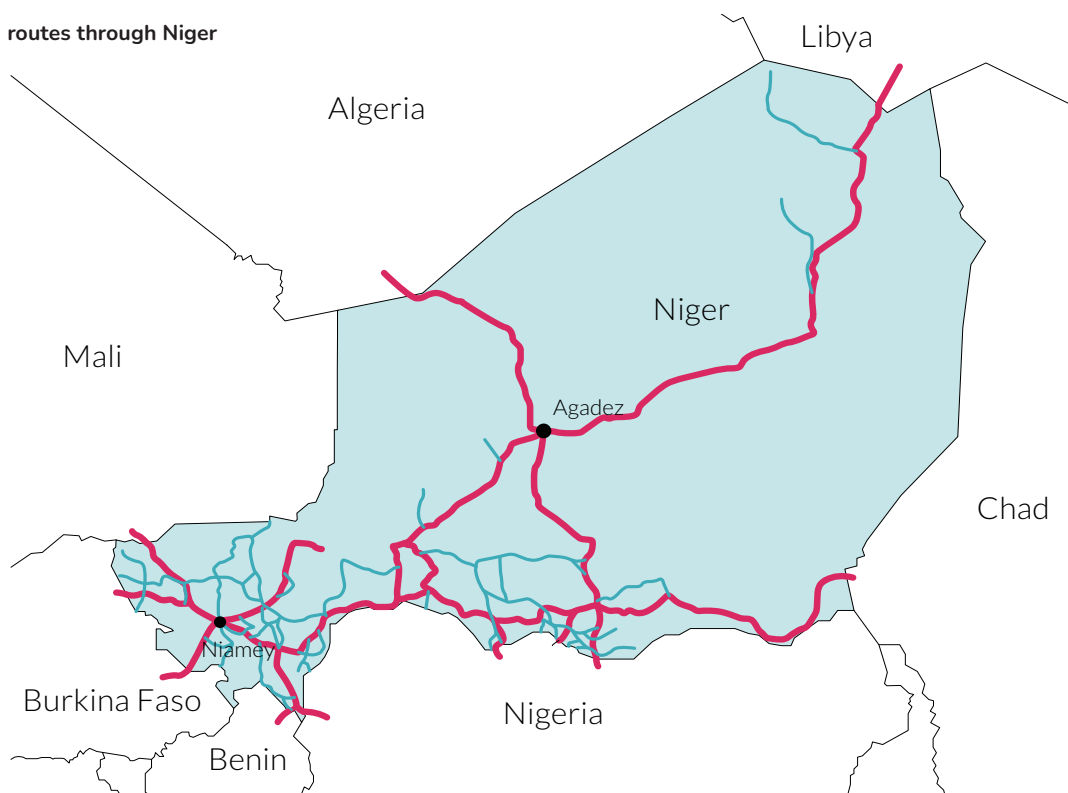 routes through Niger
Libya
Algeria
Niger
Mali
Agadez
Chad
Niamey
Burkina Faso
Nigeria
Benin